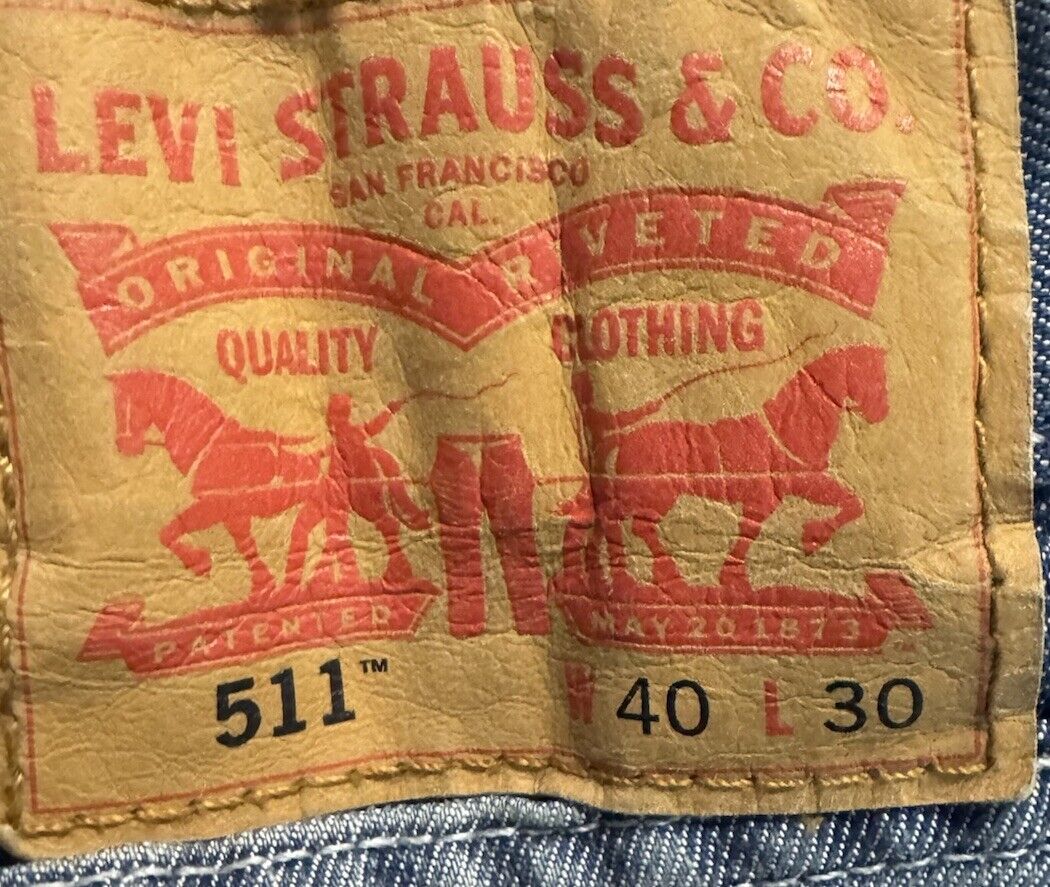 LEVI STRAUSS & CO.
SAN FRANCISCO
CAL.
ORIGINAL RIVETED
QUALITY CLOTHING
PATENTED MAY 20 1873
511™ W 40 L 30